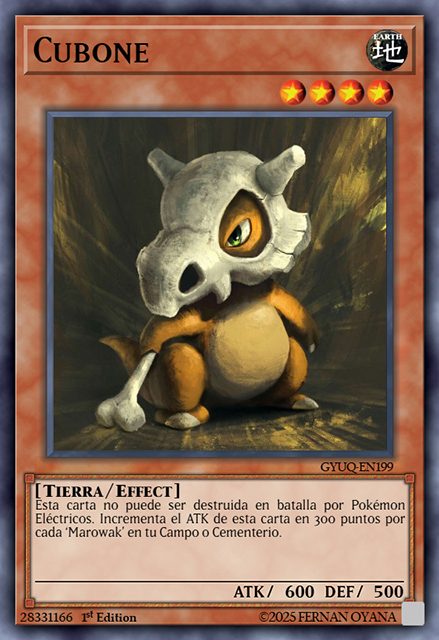 CUBONE
EARTH
地
GYUQ-EN199
[TIERRA/EFFECT]
Esta carta no puede ser destruida en batalla por Pokémon
Eléctricos. Incrementa el ATK de esta carta en 300 puntos por
cada ‘Marowak’ en tu Campo o Cementerio.
ATK/ 600 DEF/ 500
28331166 1st Edition ©2025 FERNAN OYANA